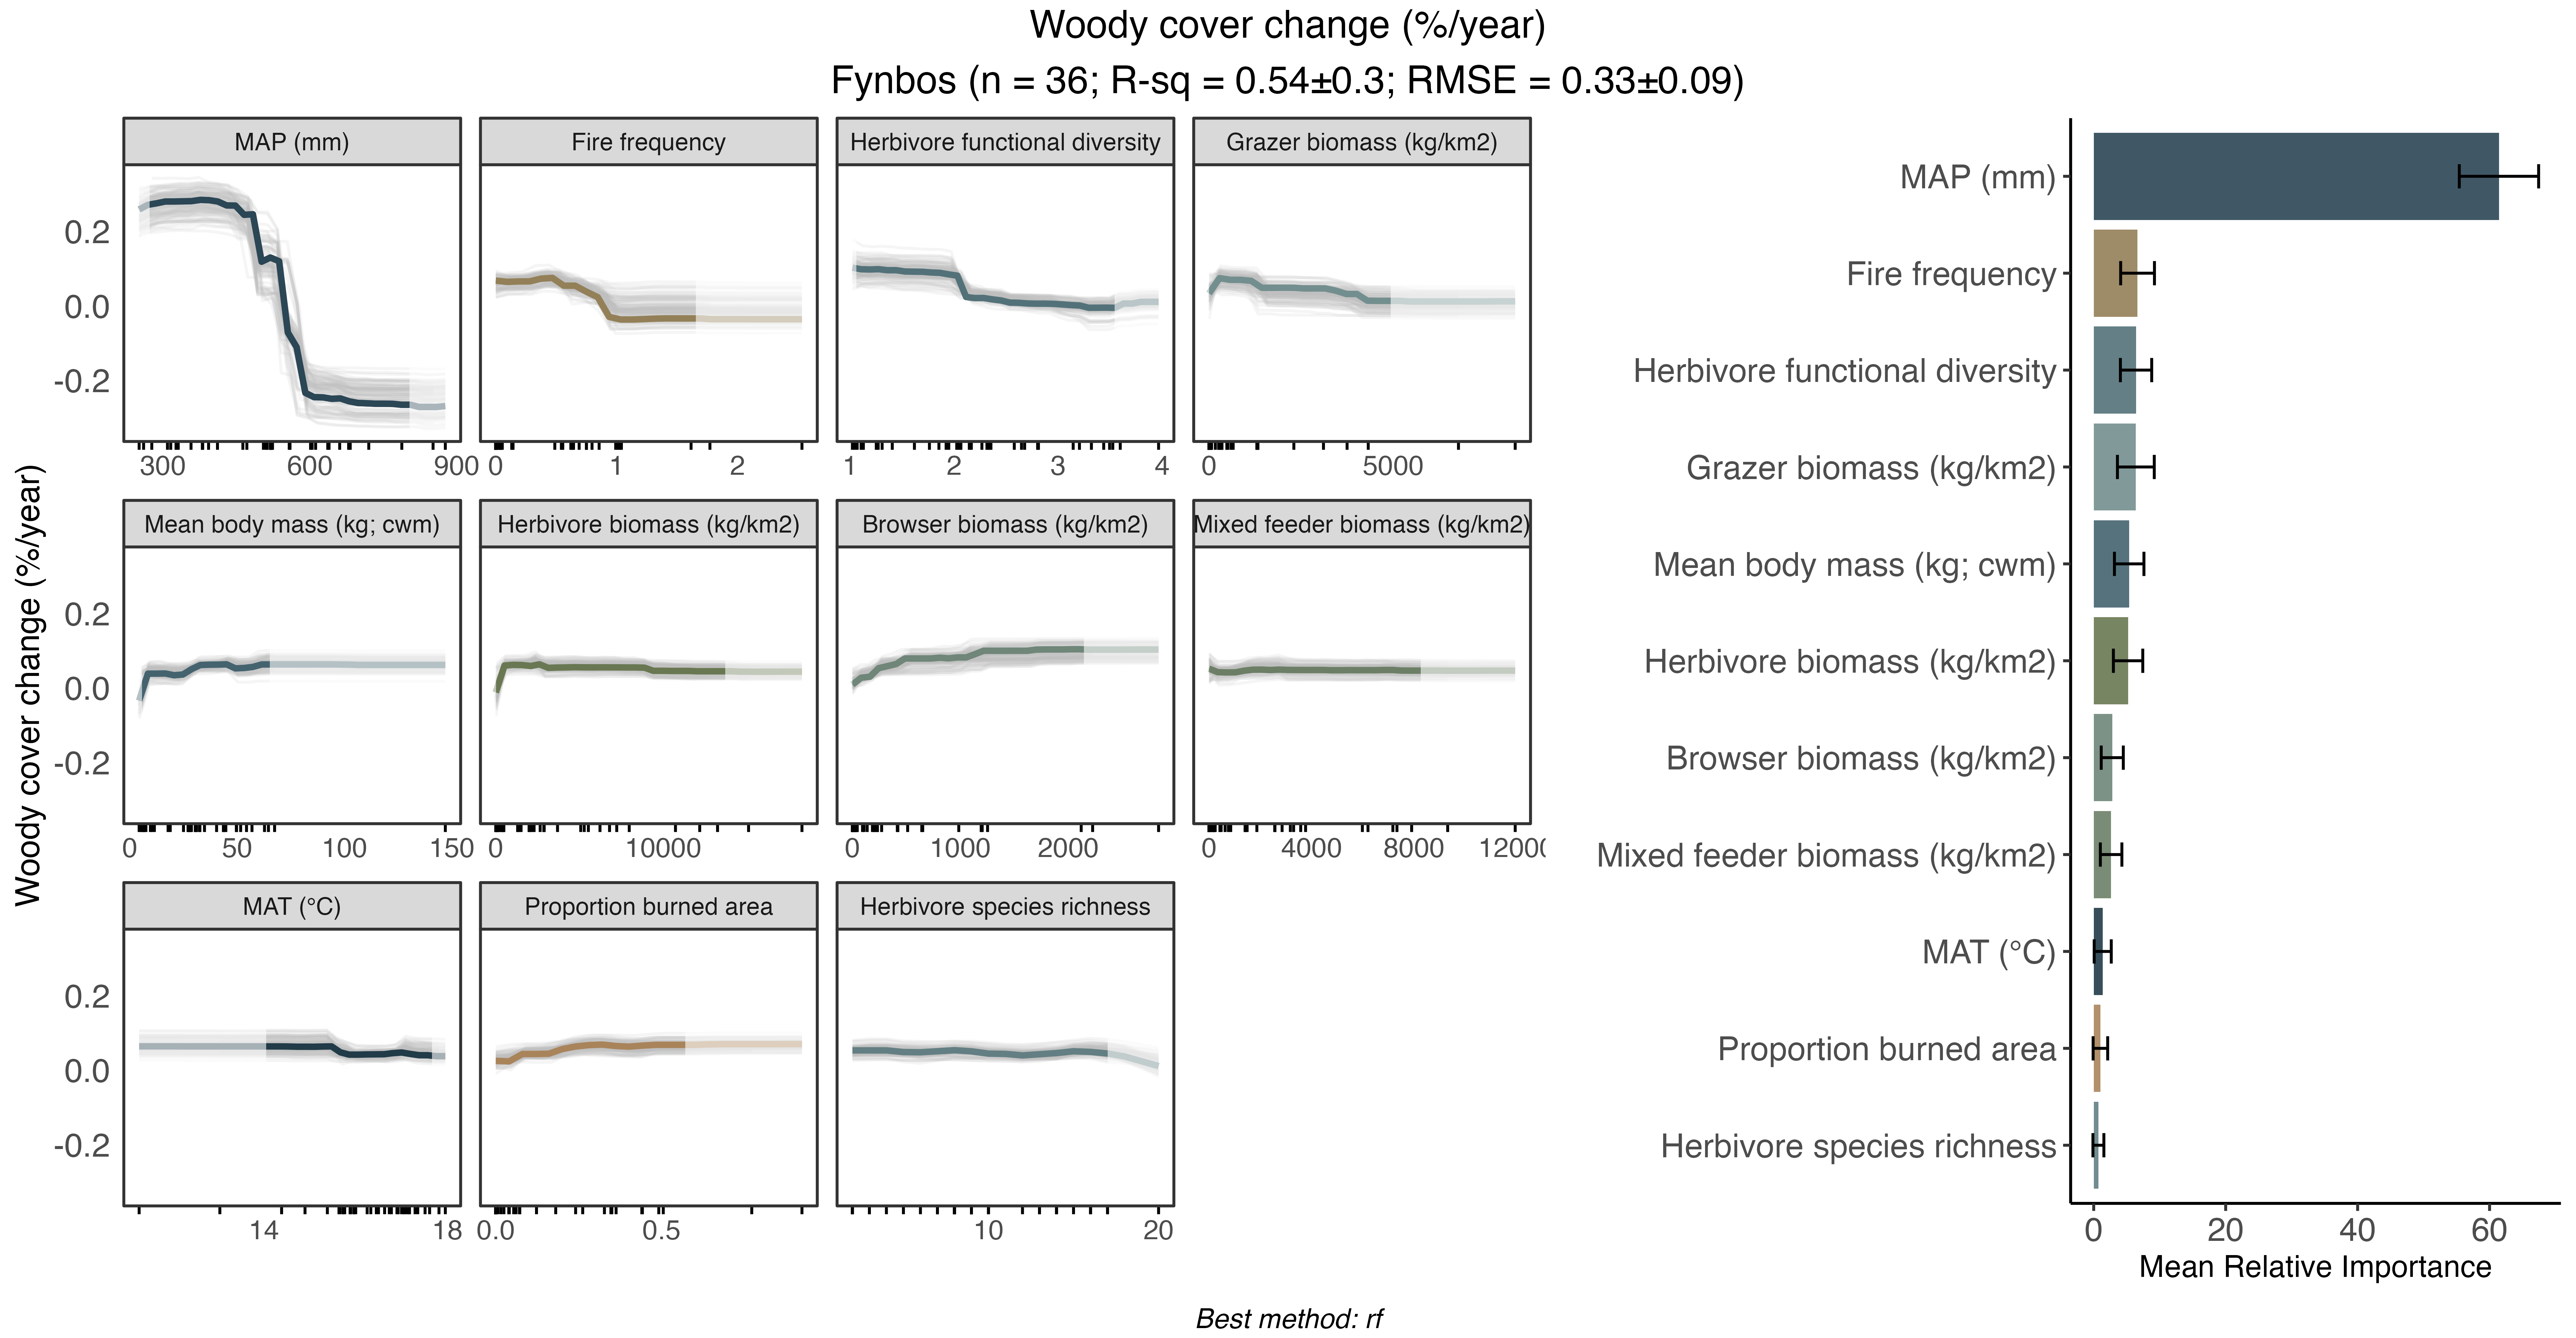 Woody cover change (%/year)
Fynbos (n = 36; R-sq = 0.54±0.3; RMSE = 0.33±0.09)
Woody cover change (%/year)
MAP (mm)
Fire frequency
Herbivore functional diversity
Grazer biomass (kg/km2)
0.2
0.0
-0.2
300 600 900
0 1 2
1 2 3 4
0 5000
Mean body mass (kg; cwm)
Herbivore biomass (kg/km2)
Browser biomass (kg/km2)
Mixed feeder biomass (kg/km2)
0.2
0.0
-0.2
0 50 100 150
0 10000
0 1000 2000
0 4000 8000 1200
MAT (°C)
Proportion burned area
Herbivore species richness
0.2
0.0
-0.2
14 18
0.0 0.5
10 20
MAP (mm)
Fire frequency
Herbivore functional diversity
Grazer biomass (kg/km2)
Mean body mass (kg; cwm)
Herbivore biomass (kg/km2)
Browser biomass (kg/km2)
Mixed feeder biomass (kg/km2)
MAT (°C)
Proportion burned area
Herbivore species richness
0 20 40 60
Mean Relative Importance
Best method: rf